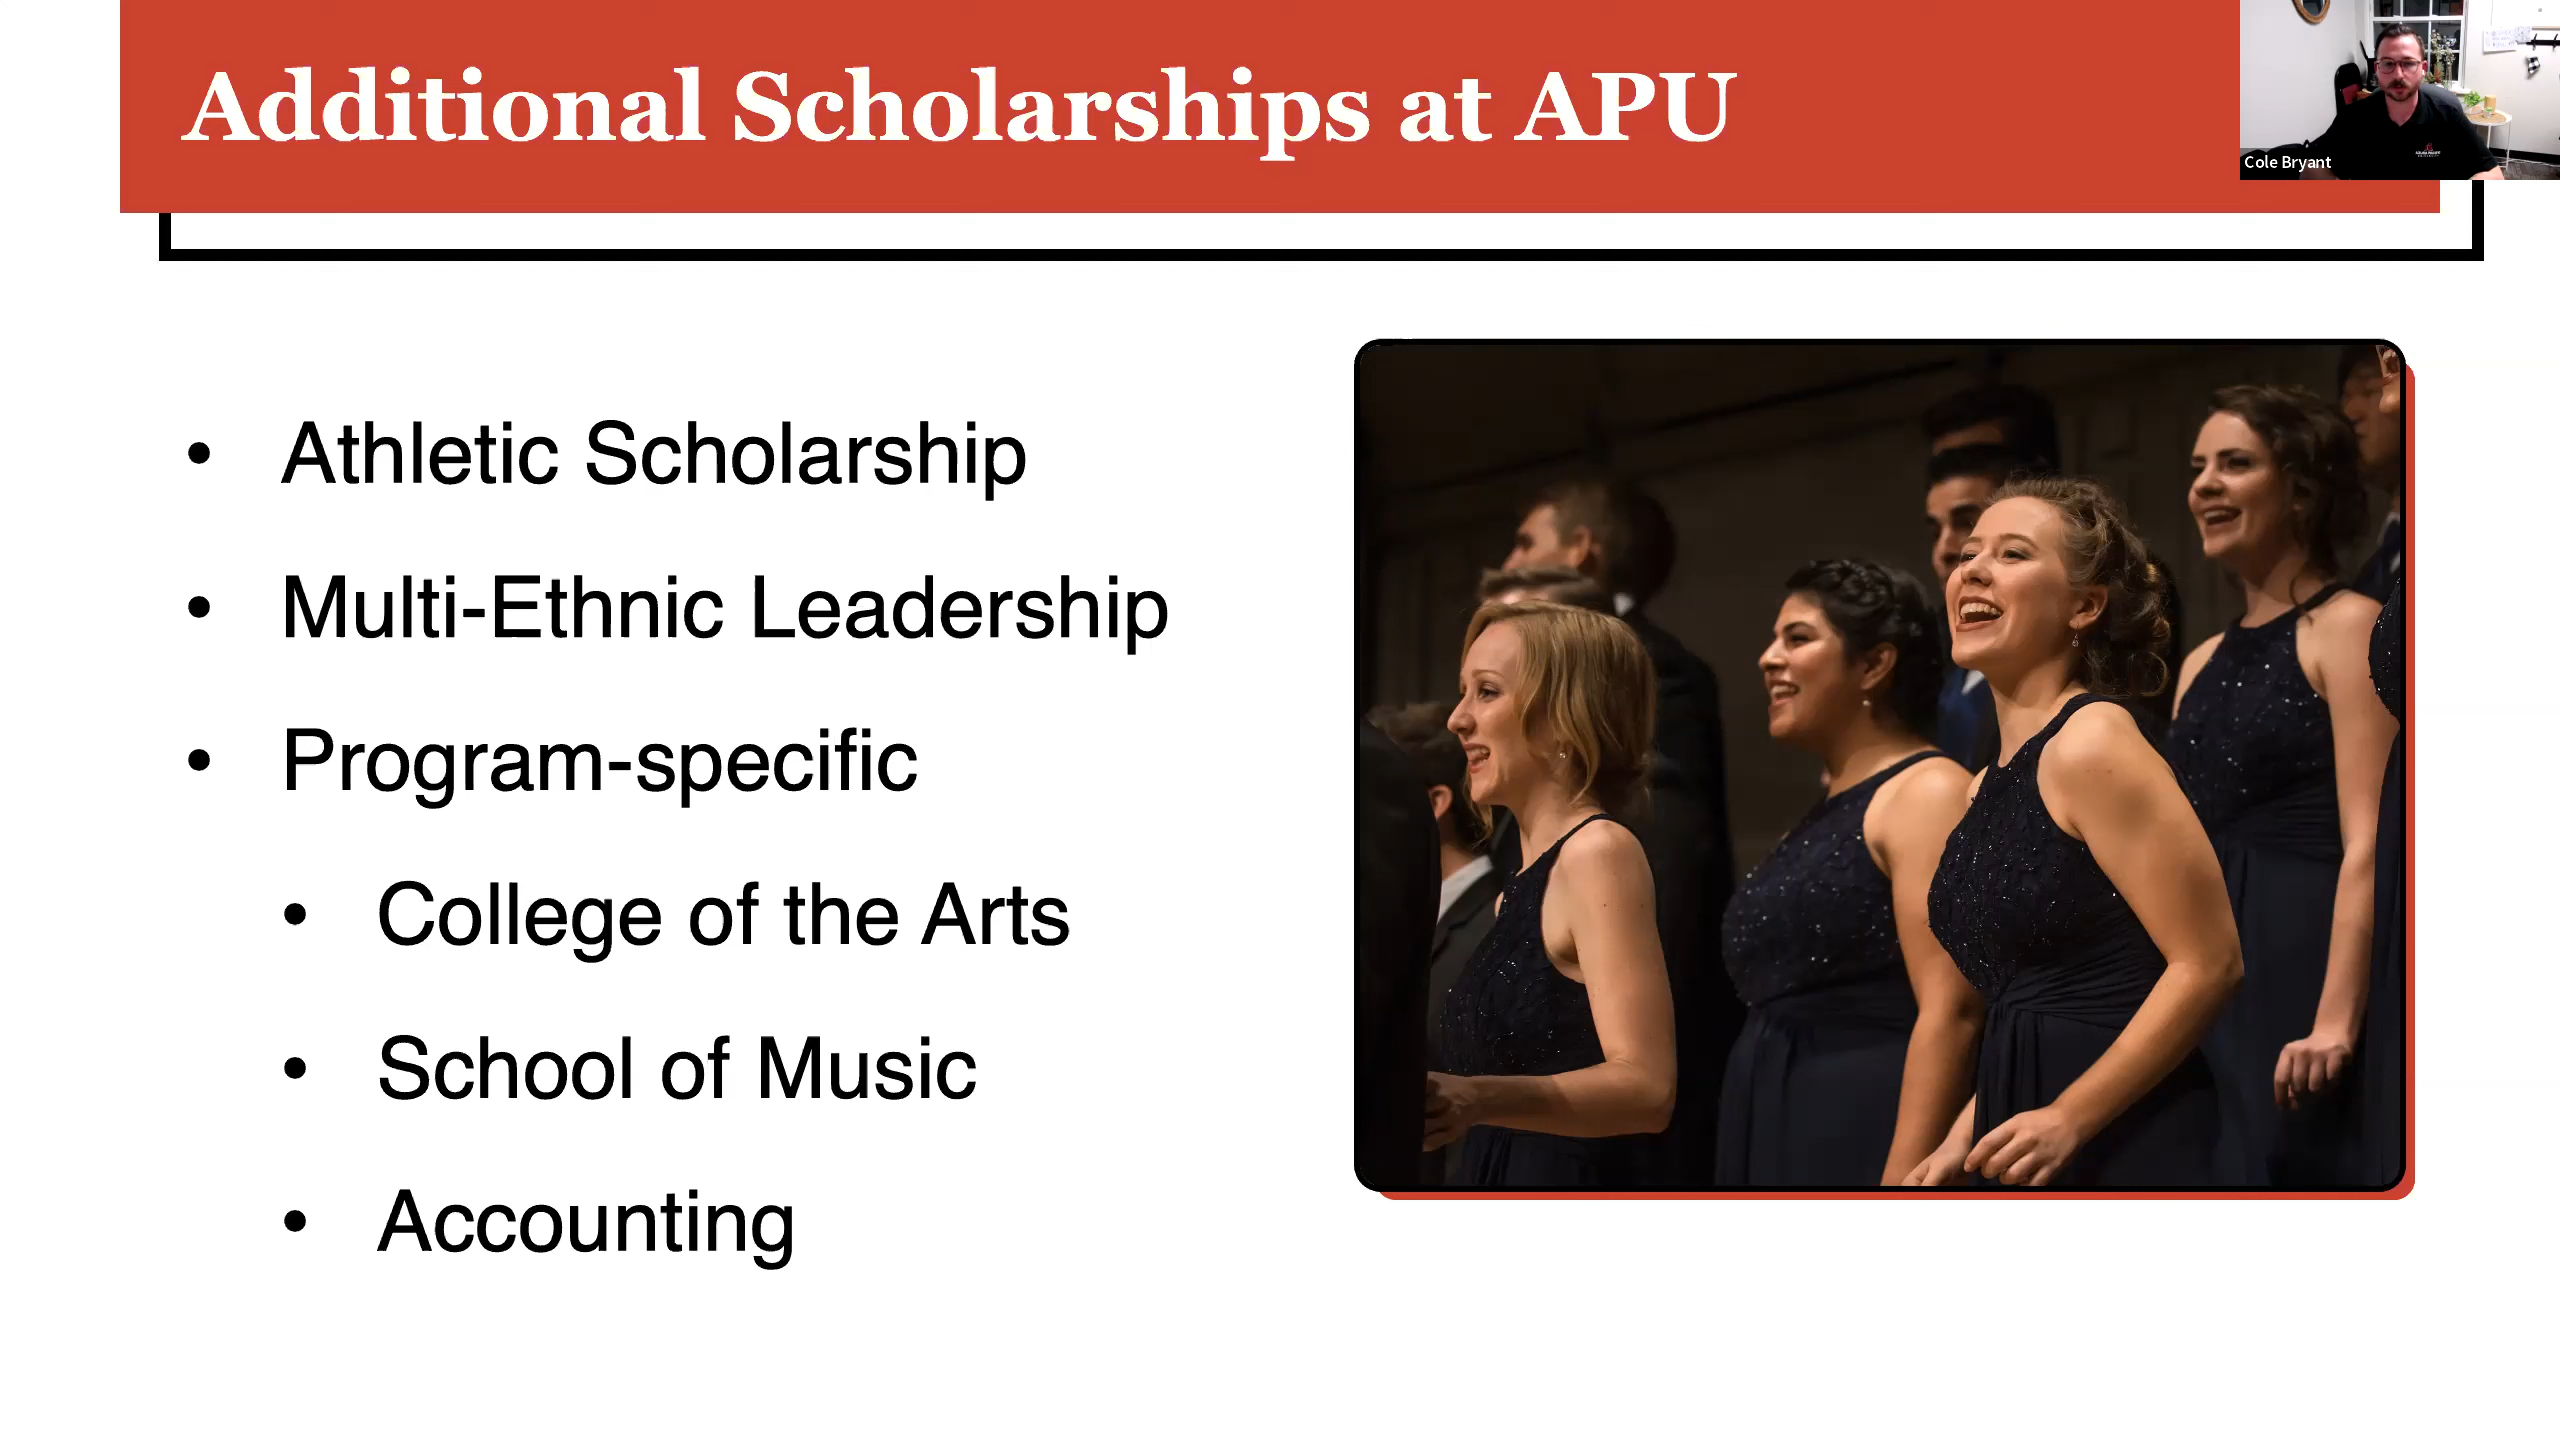 Additional Scholarships at APU
Cole Bryant
• Athletic Scholarship
• Multi-Ethnic Leadership
• Program-specific
• College of the Arts
• School of Music
• Accounting